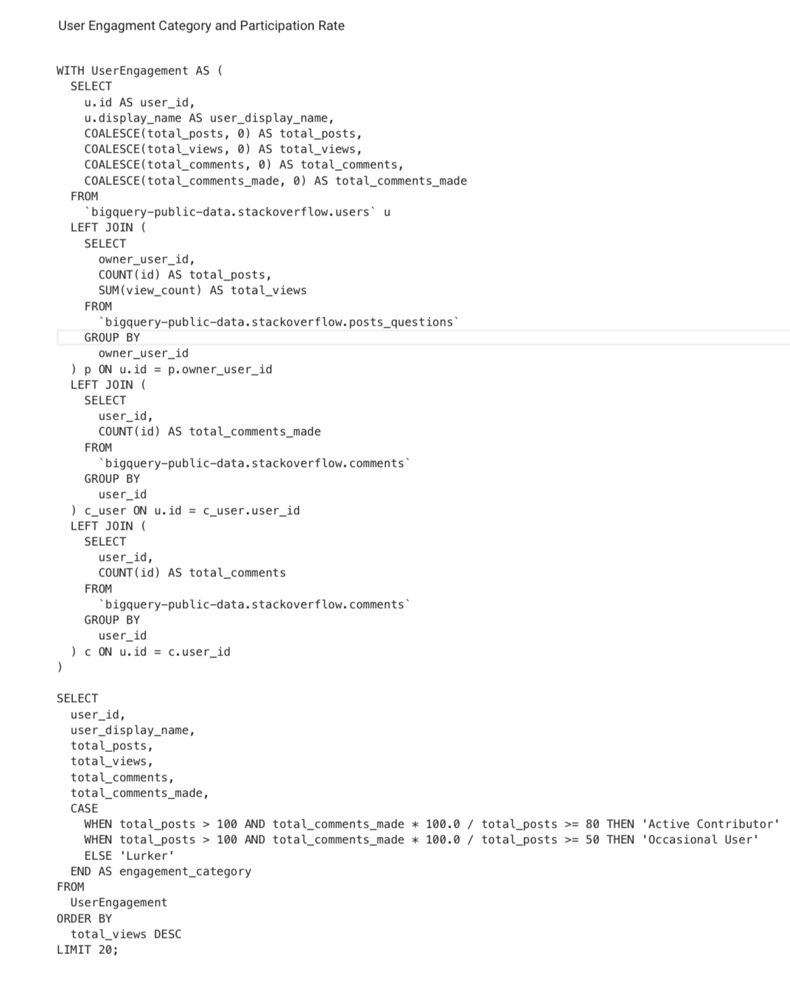 User Engagment Category and Participation Rate
WITH UserEngagement AS (
  SELECT
    u.id AS user_id,
    u.display_name AS user_display_name,
    COALESCE(total_posts, 0) AS total_posts,
    COALESCE(total_views, 0) AS total_views,
    COALESCE(total_comments, 0) AS total_comments,
    COALESCE(total_comments_made, 0) AS total_comments_made
  FROM
    `bigquery-public-data.stackoverflow.users` u
  LEFT JOIN (
    SELECT
      owner_user_id,
      COUNT(id) AS total_posts,
      SUM(view_count) AS total_views
    FROM
      `bigquery-public-data.stackoverflow.posts_questions`
    GROUP BY
      owner_user_id
  ) p ON u.id = p.owner_user_id
  LEFT JOIN (
    SELECT
      user_id,
      COUNT(id) AS total_comments_made
    FROM
      `bigquery-public-data.stackoverflow.comments`
    GROUP BY
      user_id
  ) c_user ON u.id = c_user.user_id
  LEFT JOIN (
    SELECT
      user_id,
      COUNT(id) AS total_comments
    FROM
      `bigquery-public-data.stackoverflow.comments`
    GROUP BY
      user_id
  ) c ON u.id = c.user_id
)
SELECT
  user_id,
  user_display_name,
  total_posts,
  total_views,
  total_comments,
  total_comments_made,
  CASE
    WHEN total_posts > 100 AND total_comments_made * 100.0 / total_posts >= 80 THEN 'Active Contributor'
    WHEN total_posts > 100 AND total_comments_made * 100.0 / total_posts >= 50 THEN 'Occasional User'
    ELSE 'Lurker'
  END AS engagement_category
FROM
  UserEngagement
ORDER BY
  total_views DESC
LIMIT 20;